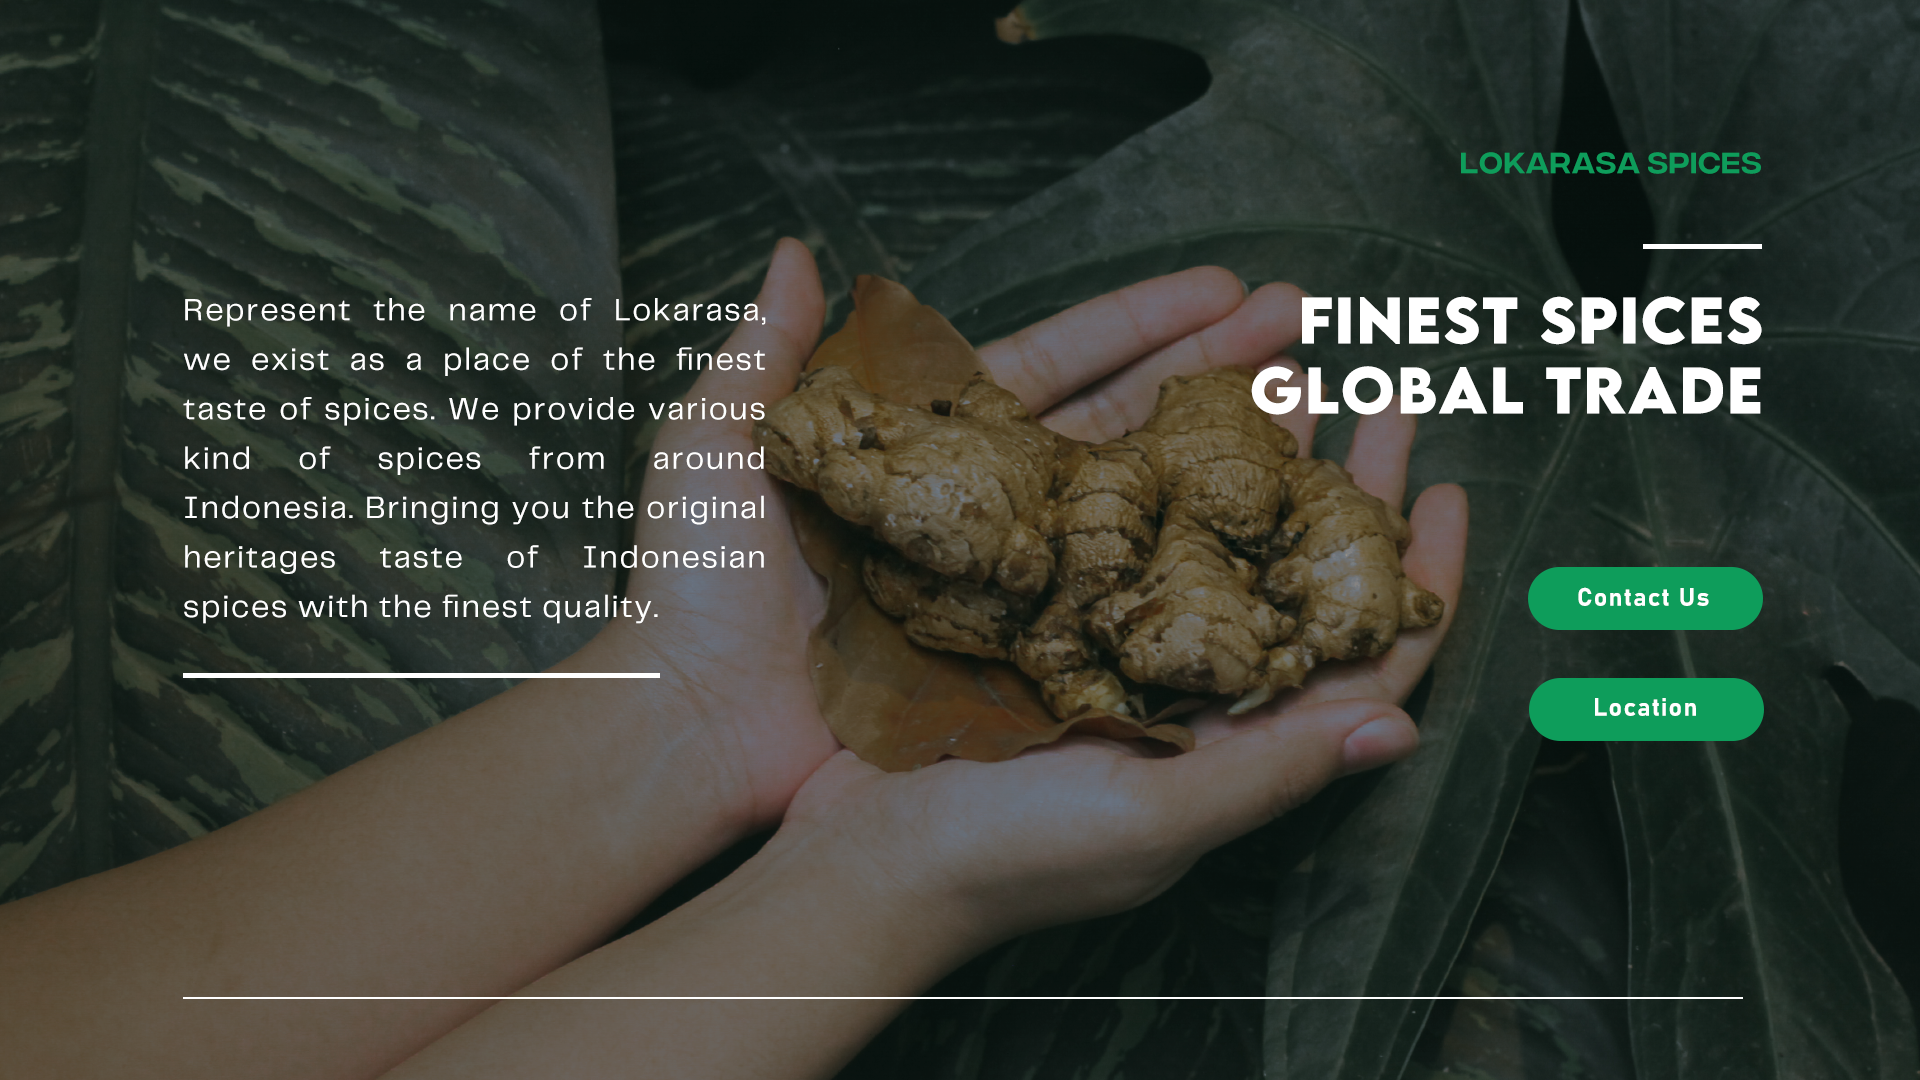 LOKARASA SPICES
FINEST SPICES
GLOBAL TRADE
Represent the name of Lokarasa,
we exist as a place of the finest
taste of spices. We provide various
kind of spices from around
Indonesia. Bringing you the original
heritages taste of Indonesian
spices with the finest quality.
Contact Us
Location